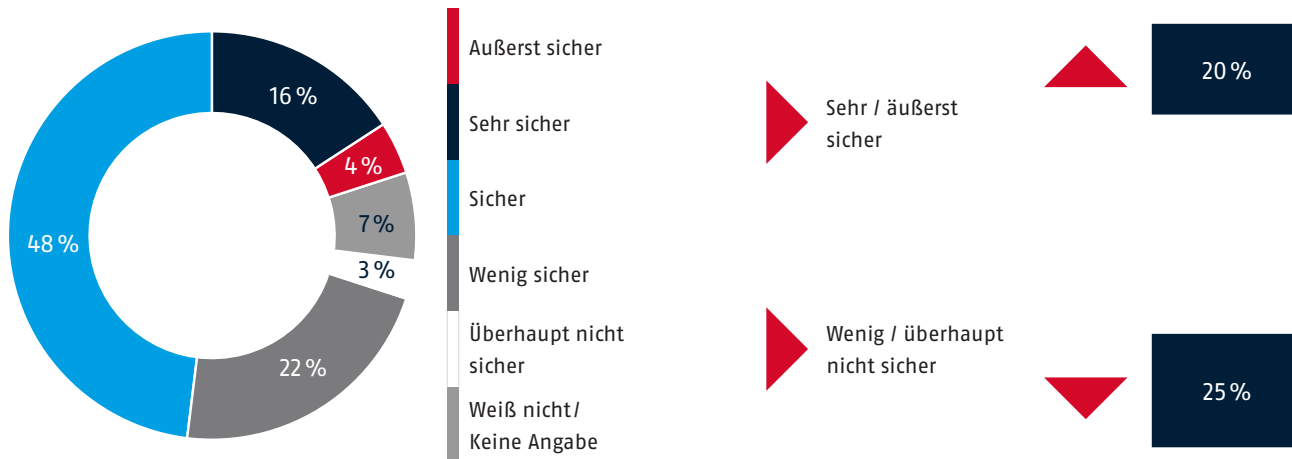 16 %
4 %
7 %
3 %
22 %
48 %
Außerst sicher
Sehr sicher
Sicher
Wenig sicher
Überhaupt nicht
sicher
Weiß nicht/
Keine Angabe
Sehr / äußerst
sicher
20 %
Wenig / überhaupt
nicht sicher
25 %